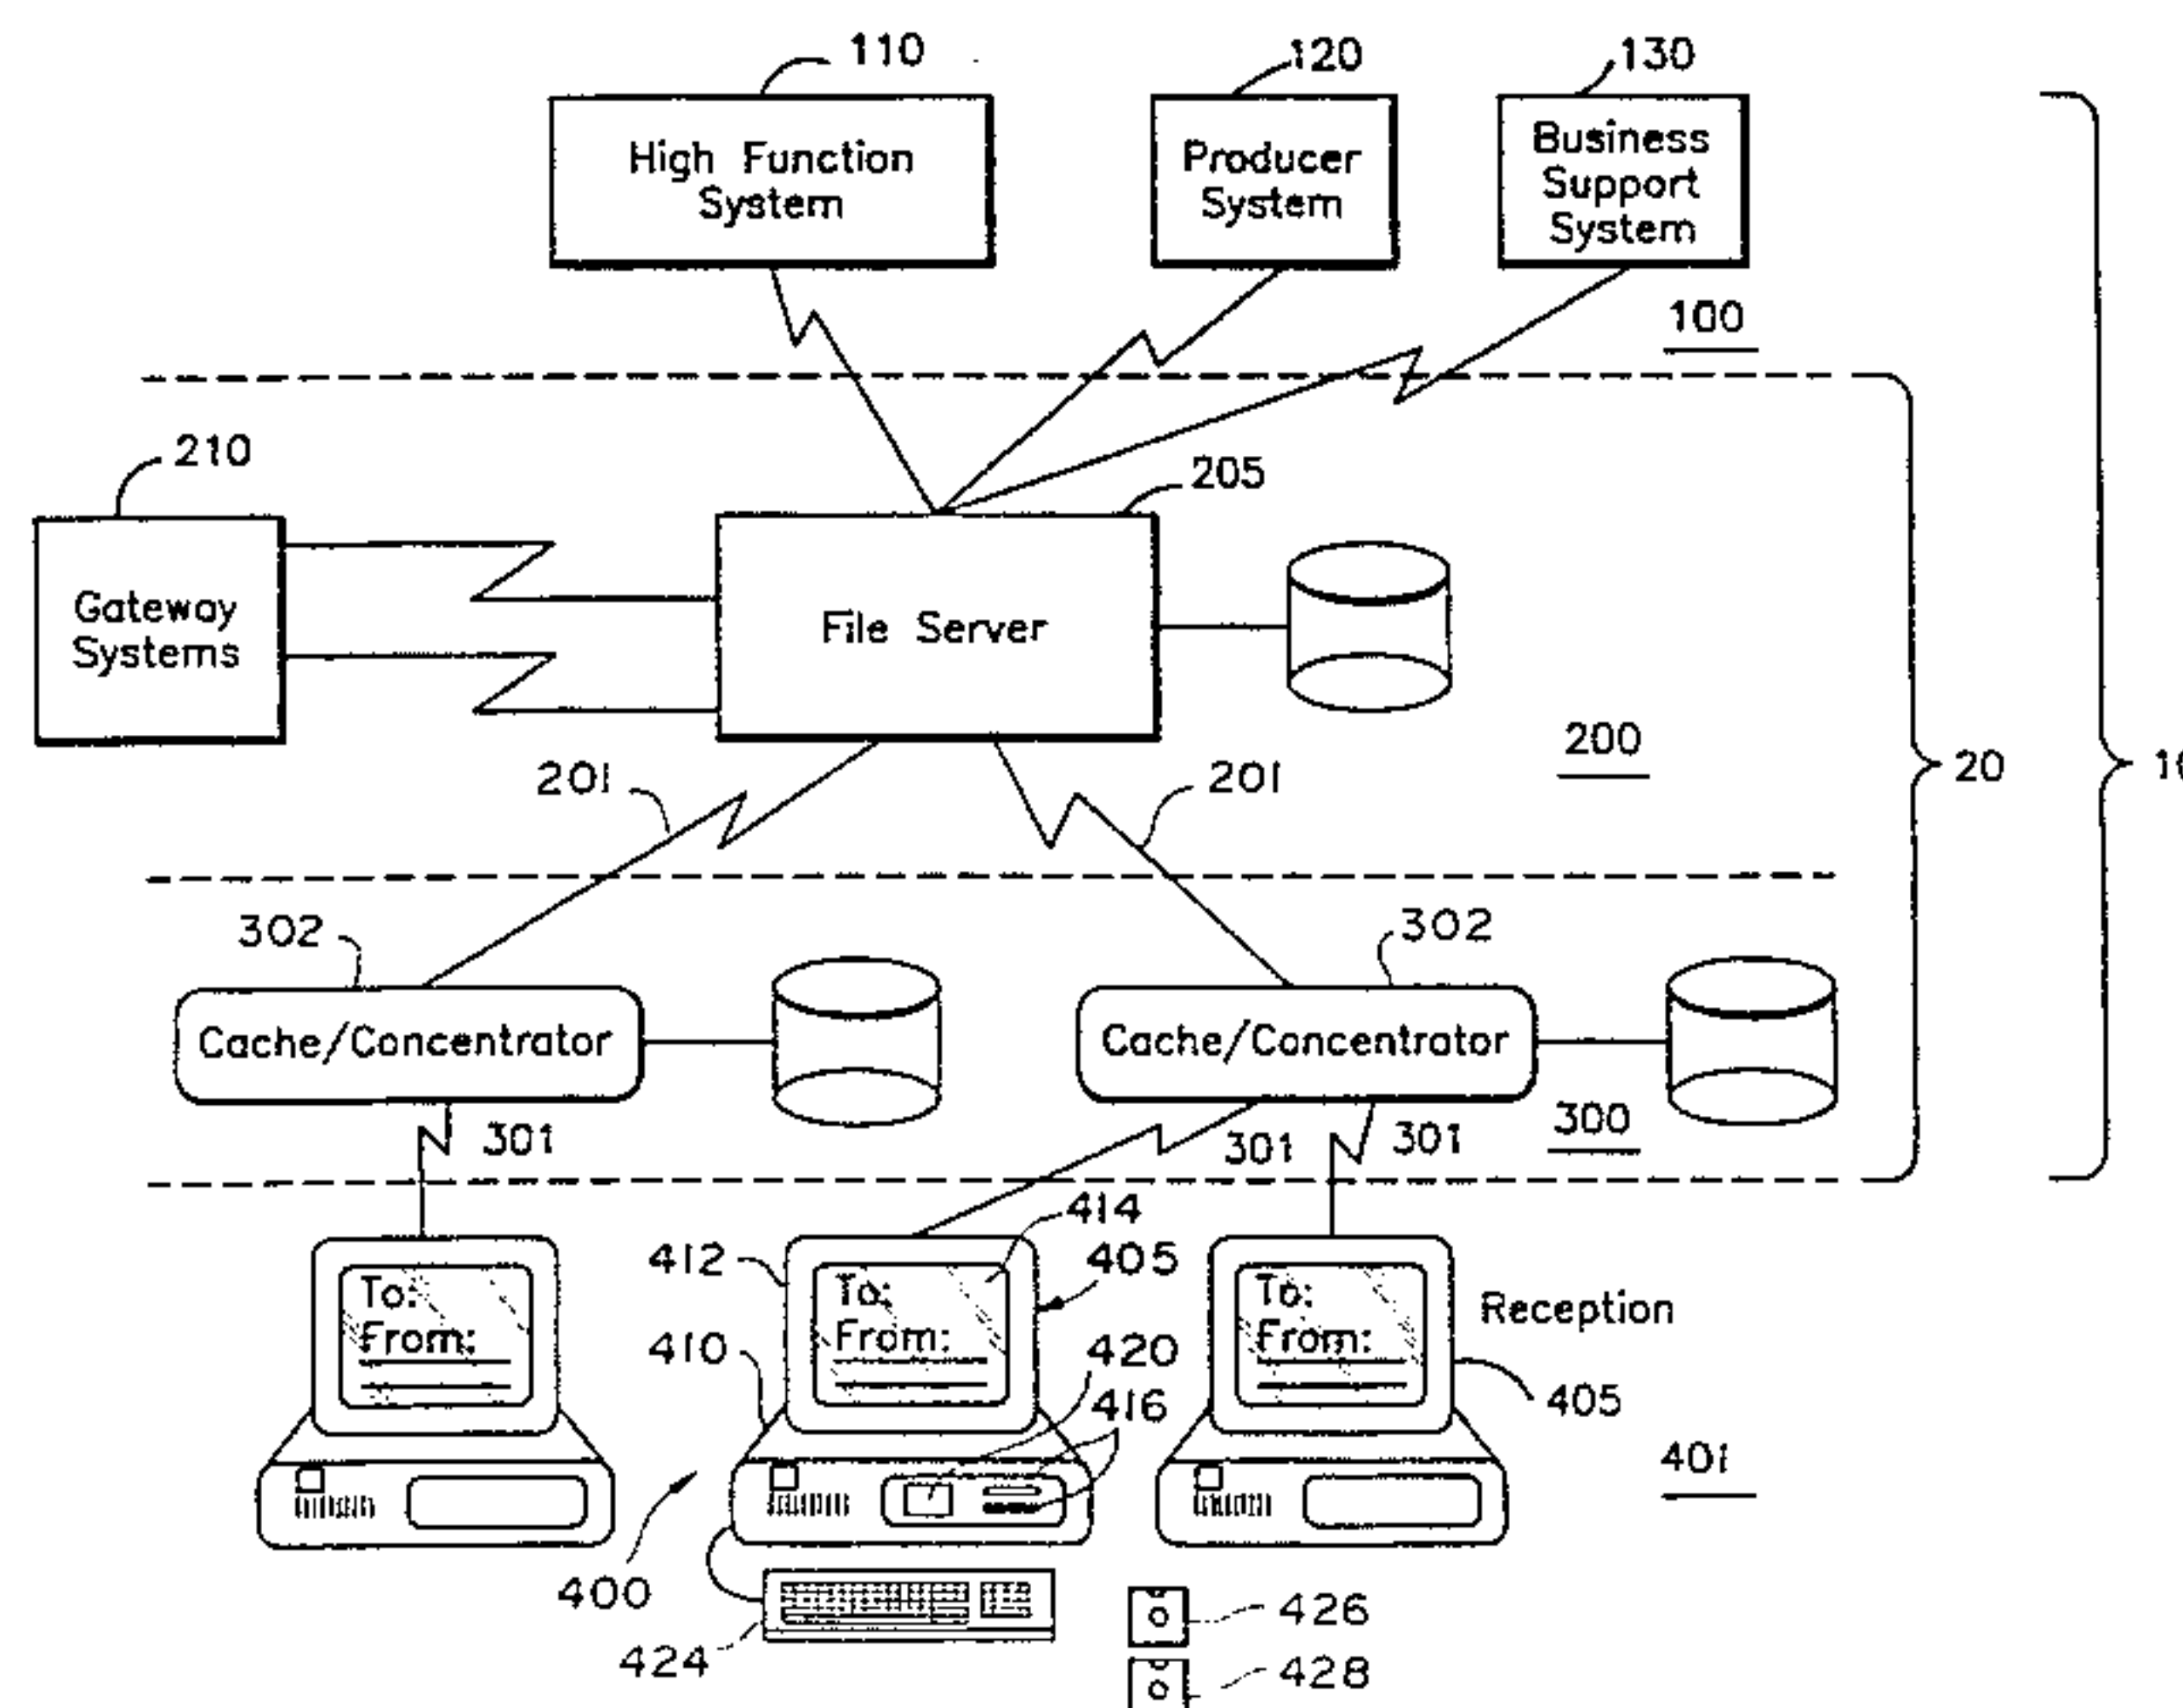 110
120
130
High Function
System
Producer
System
Business
Support
System
100
210
205
Gateway
Systems
File Server
200
20
201
201
302
302
Cache/Concentrator
Cache/Concentrator
301
301
301
300
414
412
405
To:
From:
To:
From:
To:
From:
Reception
410
420
416
405
401
400
424
426
428